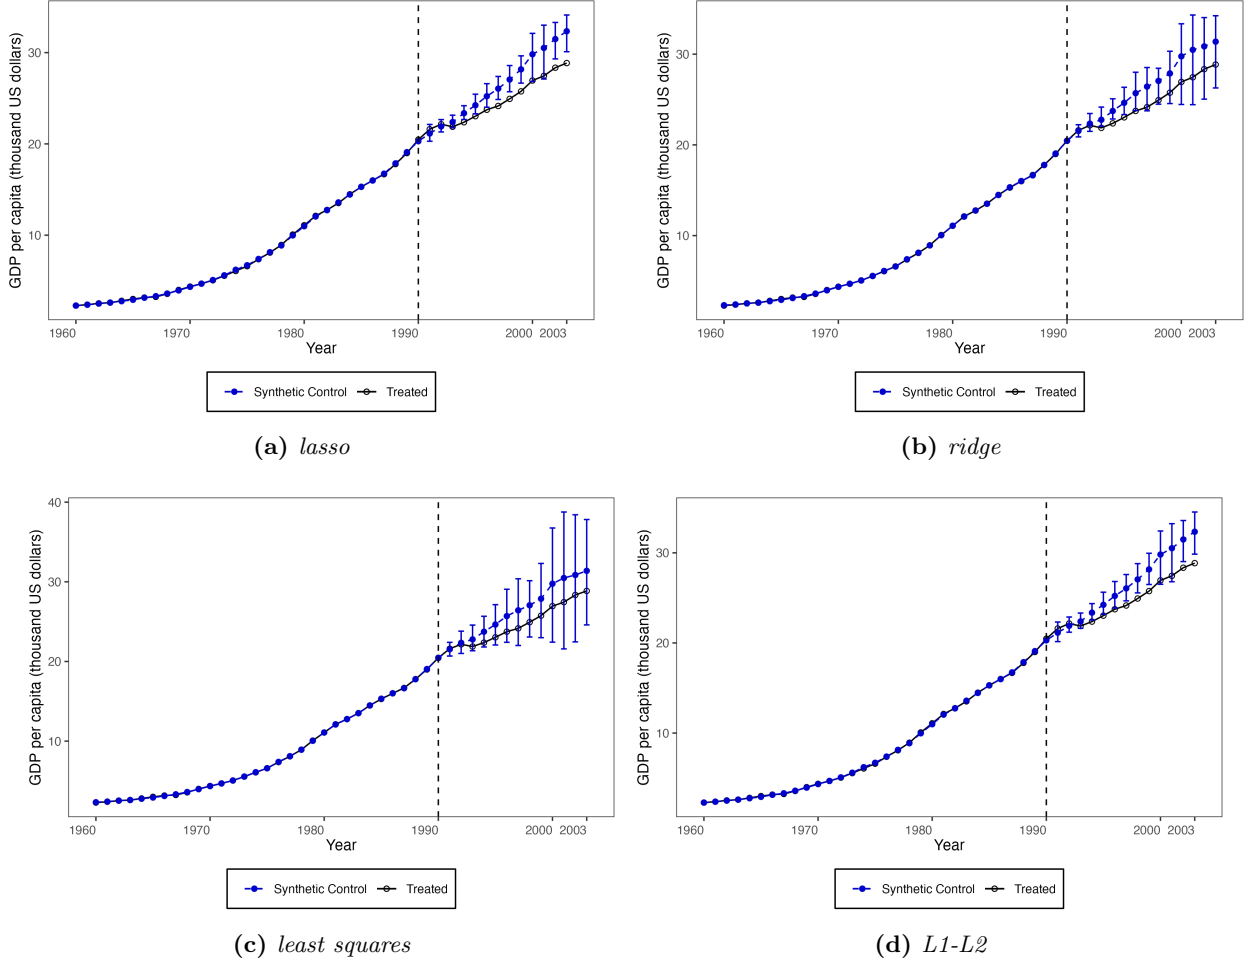 GDP per capita (thousand US dollars)
30
20
10
1960 1970 1980 1990 2000 2003
Year
Synthetic Control Treated
(a) lasso
GDP per capita (thousand US dollars)
30
20
10
1960 1970 1980 1990 2000 2003
Year
Synthetic Control Treated
(b) ridge
GDP per capita (thousand US dollars)
40
30
20
10
1960 1970 1980 1990 2000 2003
Year
Synthetic Control Treated
(c) least squares
GDP per capita (thousand US dollars)
30
20
10
1960 1970 1980 1990 2000 2003
Year
Synthetic Control Treated
(d) L1-L2